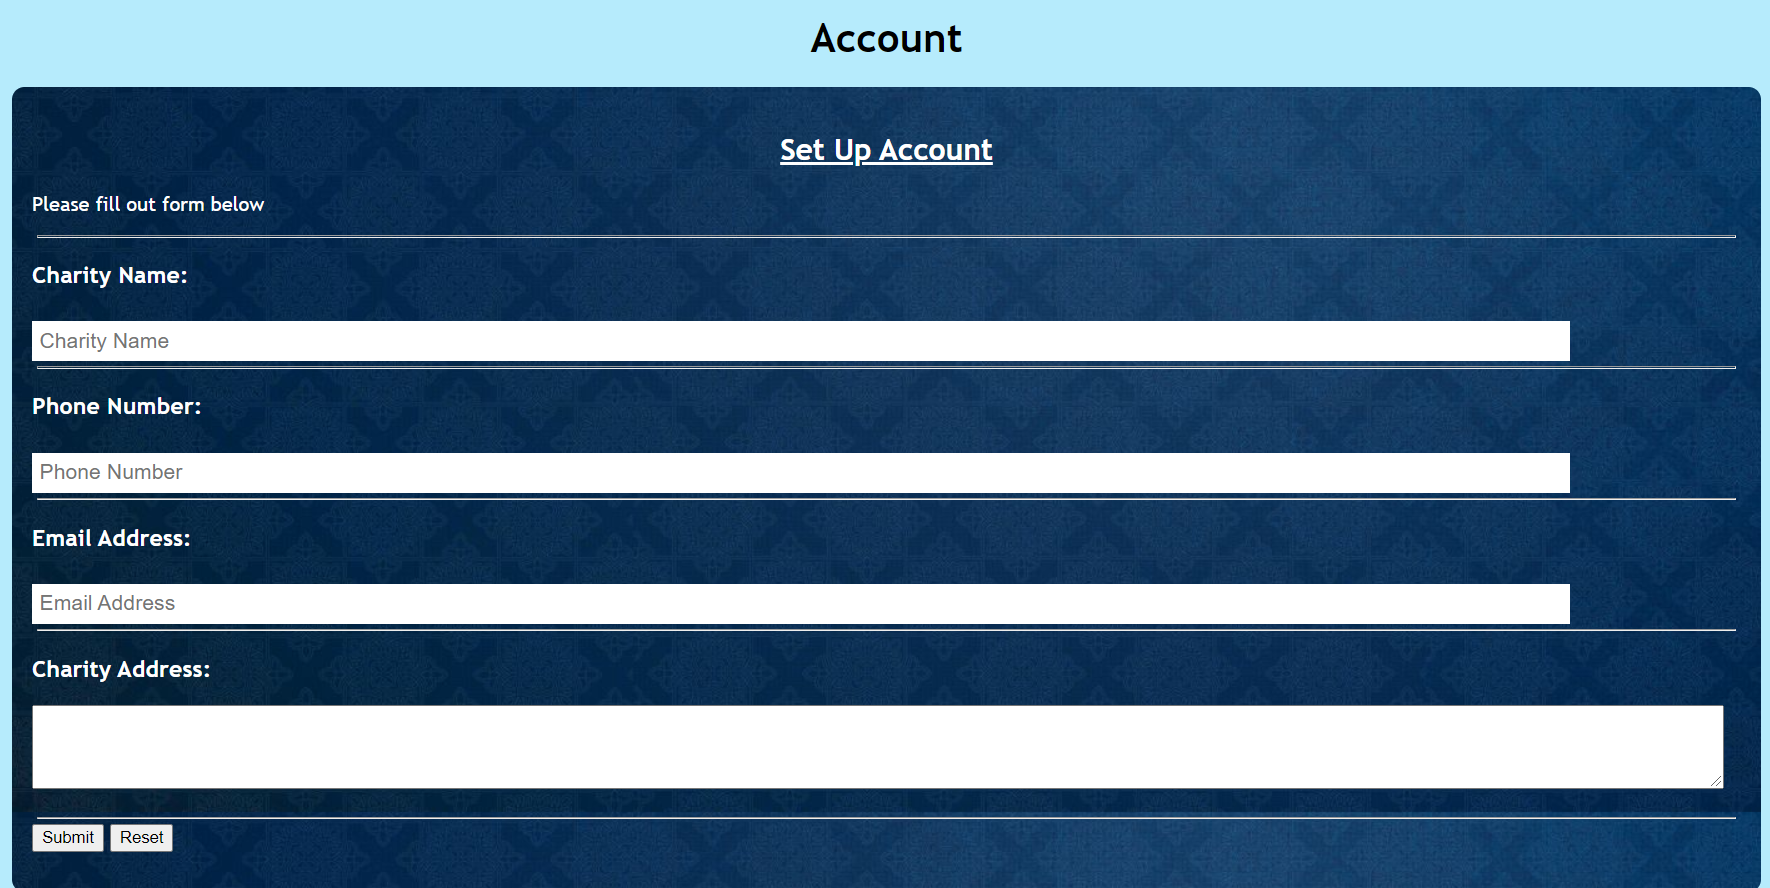 Account
Set Up Account
Please fill out form below
Charity Name:
Charity Name
Phone Number:
Phone Number
Email Address:
Email Address
Charity Address:
Submit Reset